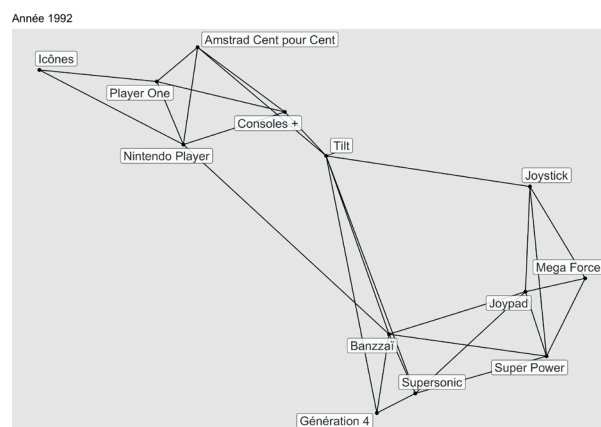 Année 1992
Amstrad Cent pour Cent
Icônes
Player One
Consoles +
Tilt
Nintendo Player
Joystick
Mega Force
Joypad
Banzzaï
Super Power
Supersonic
Génération 4